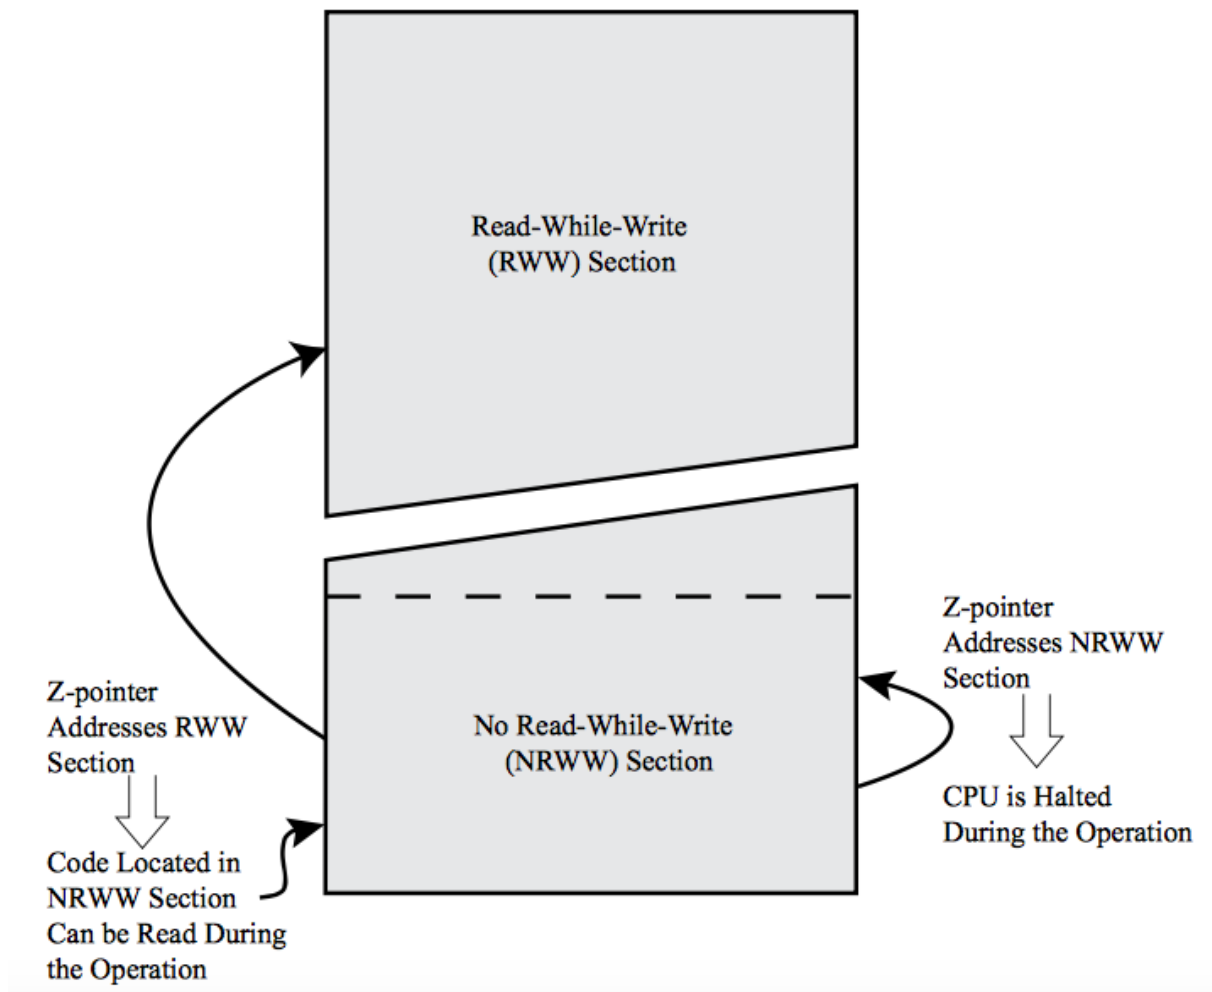 Read-While-Write
(RWW) Section
Z-pointer
Addresses NRWW
Section
Z-pointer
Addresses RWW
Section
No Read-While-Write
(NRWW) Section
CPU is Halted
During the Operation
Code Located in
NRWW Section
Can be Read During
the Operation